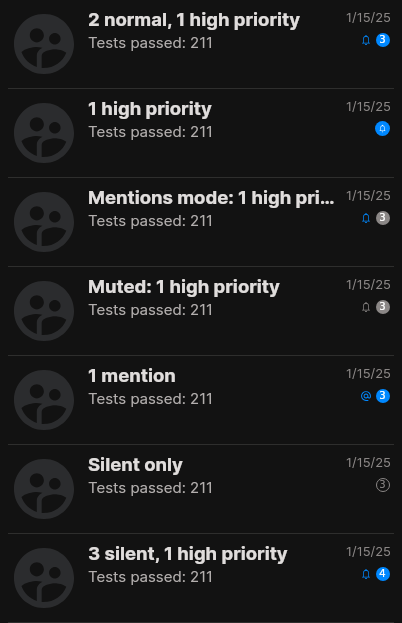 2 normal, 1 high priority 1/15/25
Tests passed: 211 3
1 high priority 1/15/25
Tests passed: 211
Mentions mode: 1 high pri... 1/15/25
Tests passed: 211 3
Muted: 1 high priority 1/15/25
Tests passed: 211 3
1 mention 1/15/25
Tests passed: 211 @ 3
Silent only 1/15/25
Tests passed: 211 3
3 silent, 1 high priority 1/15/25
Tests passed: 211 4